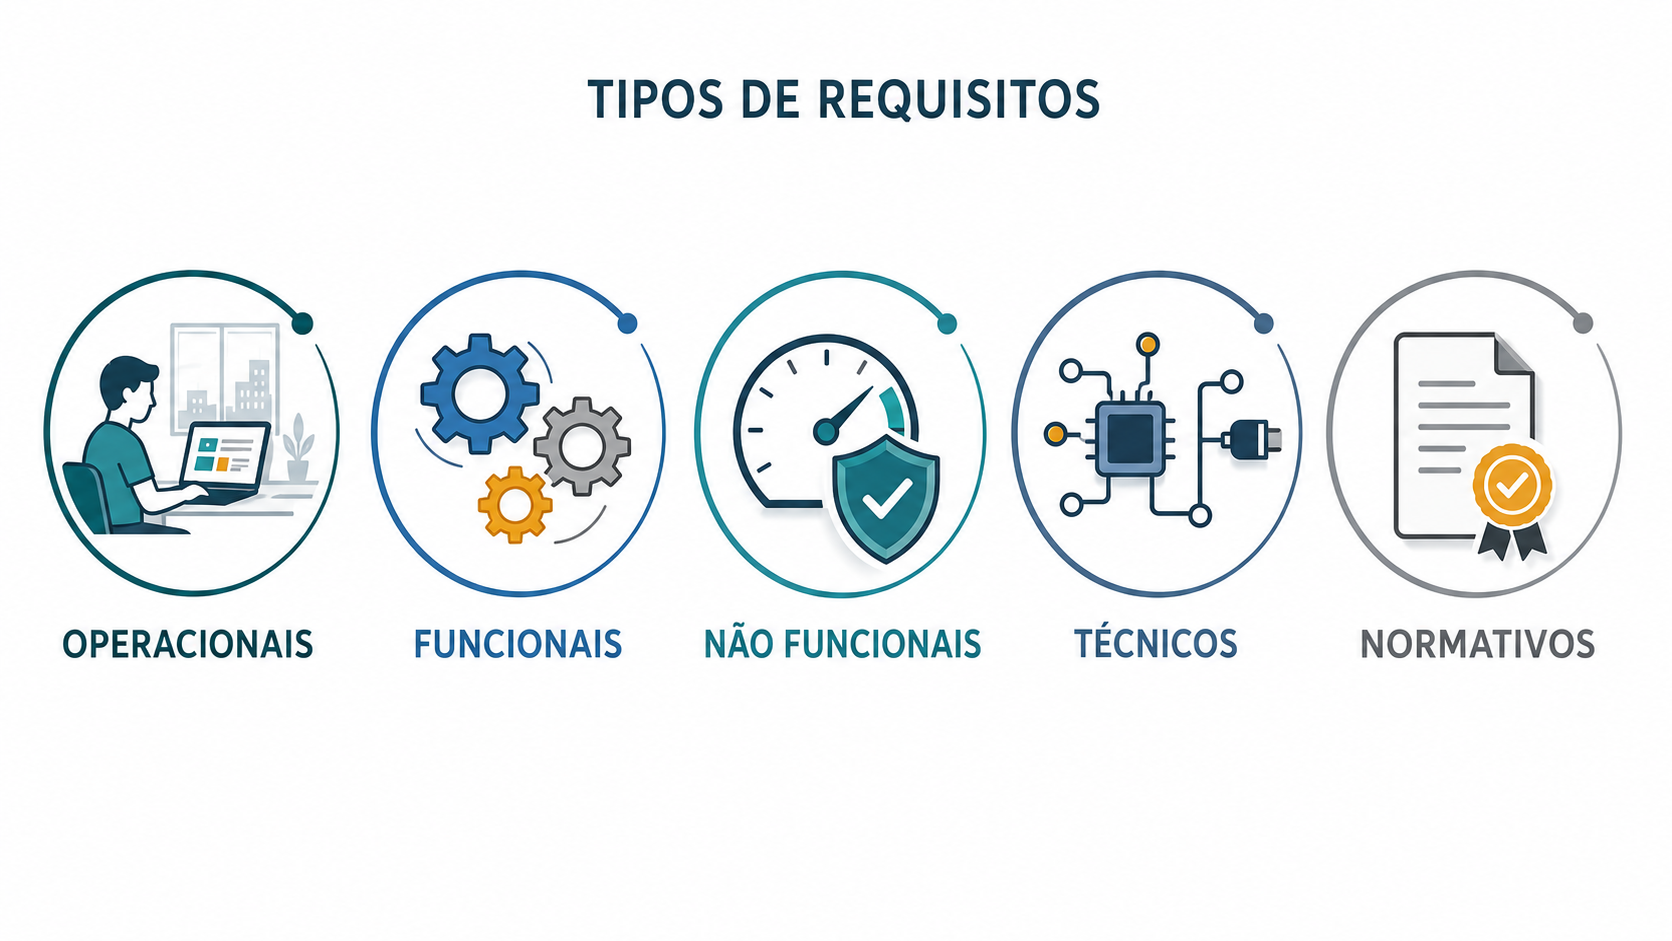 TIPOS DE REQUISITOS
OPERACIONAIS
FUNCIONAIS
NÃO FUNCIONAIS
TÉCNICOS
NORMATIVOS